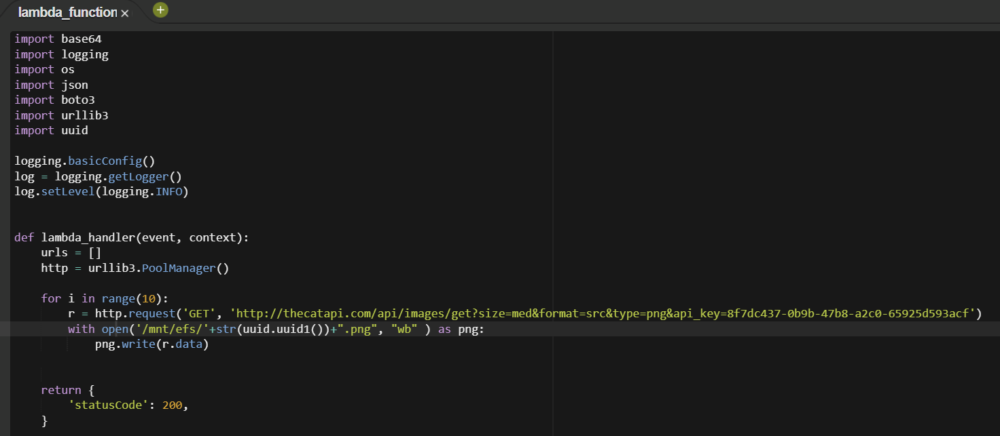 lambda_function ×
import base64
import logging
import os
import json
import boto3
import urllib3
import uuid
logging.basicConfig()
log = logging.getLogger()
log.setLevel(logging.INFO)
def lambda_handler(event, context):
    urls = []
    http = urllib3.PoolManager()
    for i in range(10):
        r = http.request('GET', 'http://thecatapi.com/api/images/get?size=med&format=src&type=png&api_key=8f7dc437-0b9b-47b8-a2c0-65925d593acf')
        with open('/mnt/efs/'+str(uuid.uuid1())+".png", "wb" ) as png:
            png.write(r.data)
    return {
        'statusCode': 200,
    }